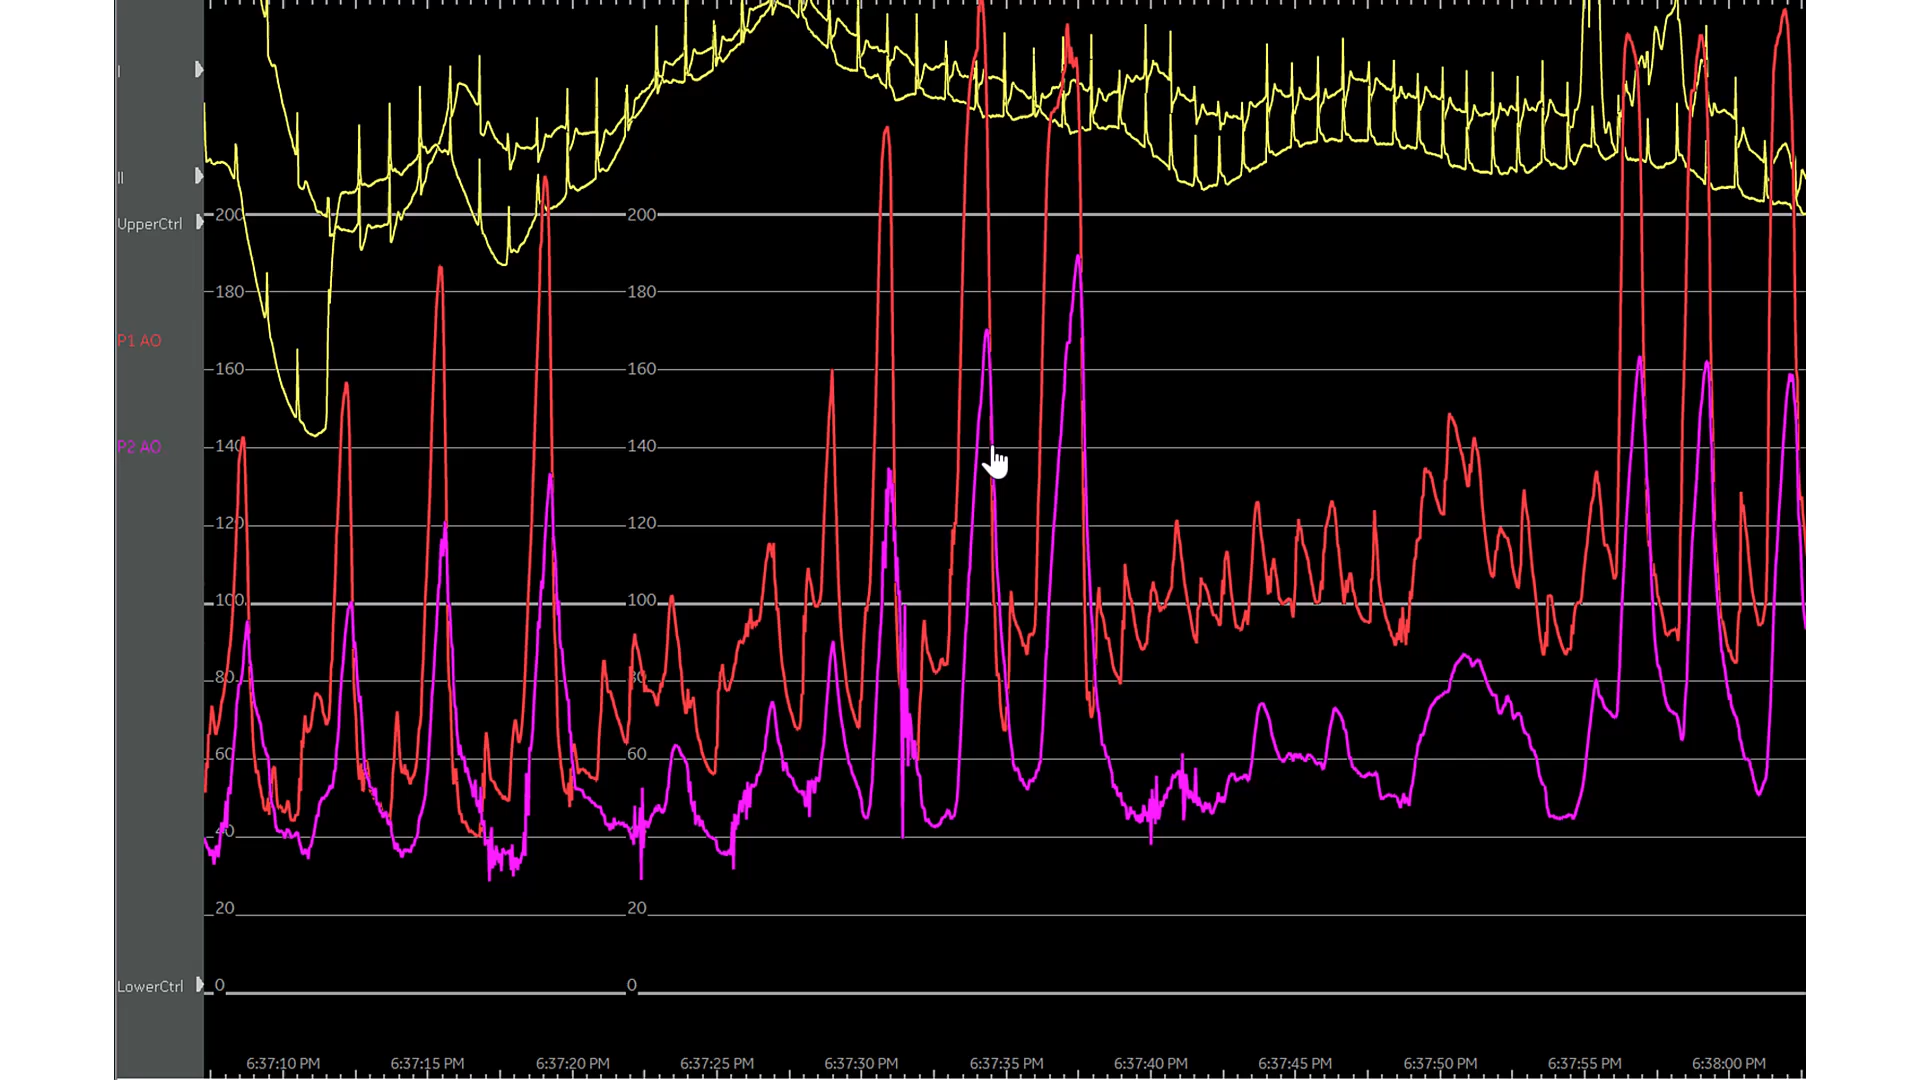 I
II
UpperCtrl
200 200
180 180
P1 AO
160 160
P2 AO
140 140
120 120
100 100
80 80
60 60
40
20 20
LowerCtrl
0 0
6:37:10 PM 6:37:15 PM 6:37:20 PM 6:37:25 PM 6:37:30 PM 6:37:35 PM 6:37:40 PM 6:37:45 PM 6:37:50 PM 6:37:55 PM 6:38:00 PM